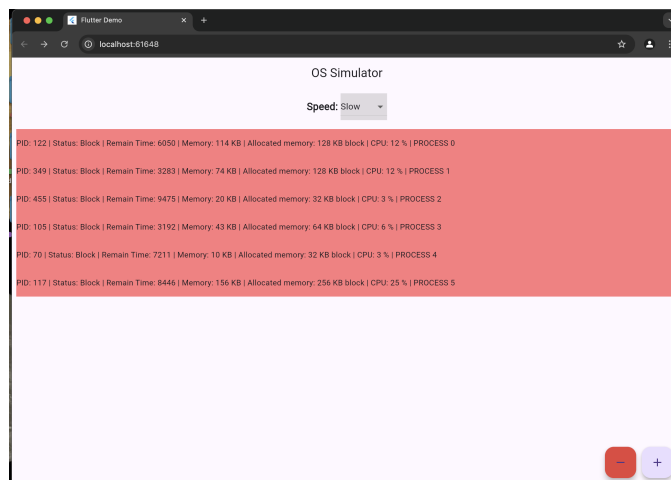 Flutter Demo
localhost:61648
OS Simulator
Speed: Slow
PID: 122 | Status: Block | Remain Time: 6050 | Memory: 114 KB | Allocated memory: 128 KB block | CPU: 12 % | PROCESS 0
PID: 349 | Status: Block | Remain Time: 3283 | Memory: 74 KB | Allocated memory: 128 KB block | CPU: 12 % | PROCESS 1
PID: 455 | Status: Block | Remain Time: 9475 | Memory: 20 KB | Allocated memory: 32 KB block | CPU: 3 % | PROCESS 2
PID: 105 | Status: Block | Remain Time: 3192 | Memory: 43 KB | Allocated memory: 64 KB block | CPU: 6 % | PROCESS 3
PID: 70 | Status: Block | Remain Time: 7211 | Memory: 10 KB | Allocated memory: 32 KB block | CPU: 3 % | PROCESS 4
PID: 117 | Status: Block | Remain Time: 8446 | Memory: 156 KB | Allocated memory: 256 KB block | CPU: 25 % | PROCESS 5